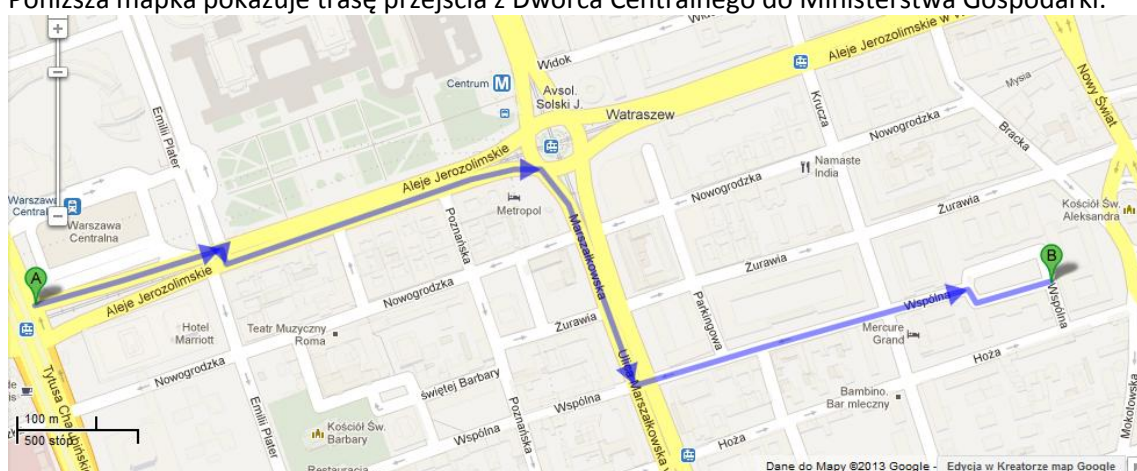 Poniższa mapka pokazuje trasę przejścia z Dworca Centralnego do Ministerstwa Gospodarki:
Widok
Widok
Aleje Jerozolimskie w W
Centrum M
Avsol.
Solski J.
Watraszew
Emilii Plater
Krucza
Mysia
Nowy Świat
Bracka
Nowogrodzka
Aleje Jerozolimskie
Namaste
India
Nowogrodzka
Warszawa
Warszawa
Centralna
Poznańska
Metropol
Marszałkowska
Żurawia
Kościół Św.
Aleksandra
A
B
Żurawia
Aleje Jerozolimskie
Nowogrodzka
Wspólna
Wspólna
Parkingowa
Hotel
Marriott
Teatr Muzyczny
Roma
Żurawia
Mercure
Grand
Hoża
Tytusa Chałubińskiego
Nowogrodzka
Świętej Barbary
Ulica Marszałkowska
Bambino.
Bar mleczny
Mokotowska
100 m
500 stóp
Emilii Plater
Kościół Św.
Barbary
Poznańska
Wspólna
Wspólna
Hoża
Restauracja
Dane do Mapy ©2013 Google - Edycja w Kreatorze map Google